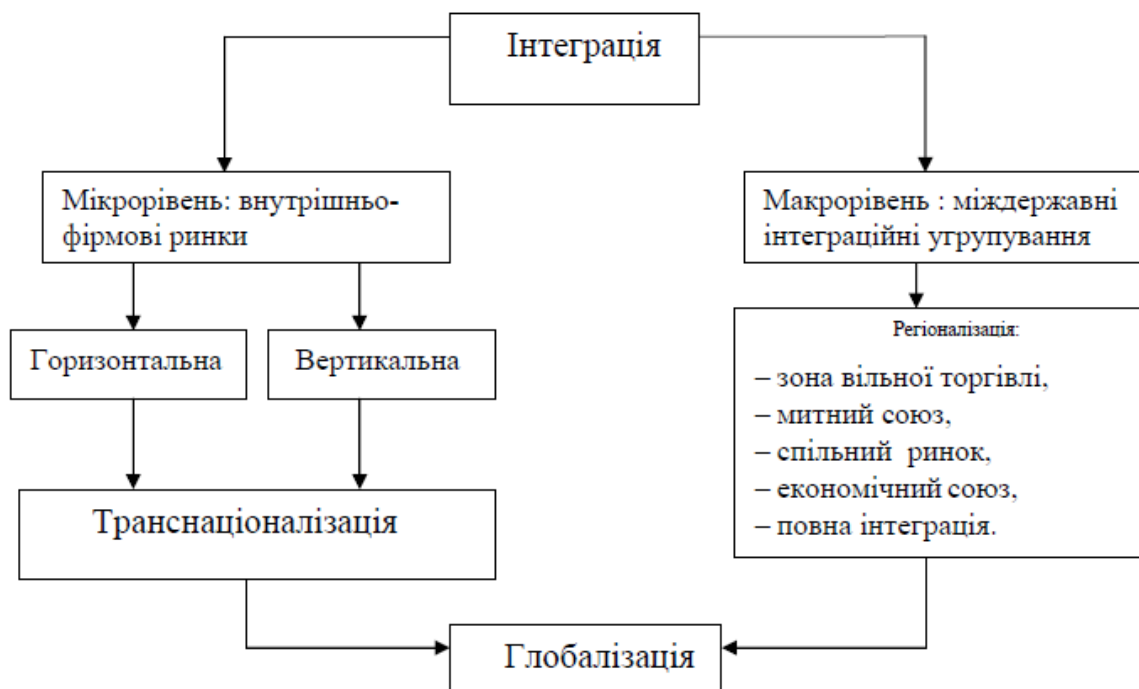 Інтеграція
Мікрорівень: внутрішньо-
фірмові ринки
Макрорівень : міждержавні
інтеграційні угрупування
Горизонтальна
Вертикальна
Регіоналізація:
– зона вільної торгівлі,
– митний союз,
– спільний ринок,
– економічний союз,
– повна інтеграція.
Транснаціоналізація
Глобалізація